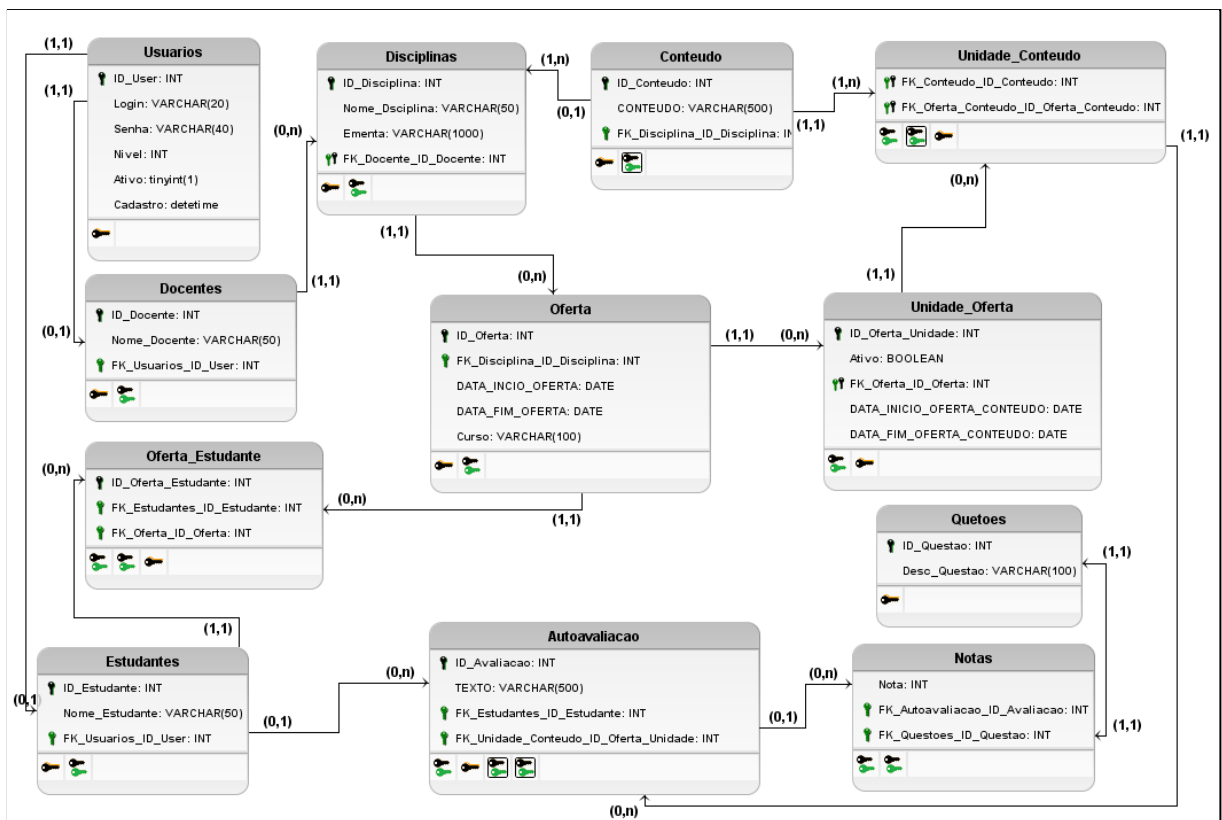 Usuarios
ID_User: INT
Login: VARCHAR(20)
Senha: VARCHAR(40)
Nivel: INT
Ativo: tinyint(1)
Cadastro: detetime
(1,1)
(1,1)
(0,1)
Disciplinas
ID_Disciplina: INT
Nome_Dsciplina: VARCHAR(50)
Ementa: VARCHAR(1000)
FK_Docente_ID_Docente: INT
(0,n)
(1,1)
(1,n)
(0,1)
Conteudo
ID_Conteudo: INT
CONTEUDO: VARCHAR(500)
FK_Disciplina_ID_Disciplina: IN
(1,n)
(1,1)
Unidade_Conteudo
FK_Conteudo_ID_Conteudo: INT
FK_Oferta_Conteudo_ID_Oferta_Conteudo: INT
(1,1)
(0,n)
(1,1)
Docentes
ID_Docente: INT
Nome_Docente: VARCHAR(50)
FK_Usuarios_ID_User: INT
(1,1)
(0,n)
Oferta
ID_Oferta: INT
FK_Disciplina_ID_Disciplina: INT
DATA_INCIO_OFERTA: DATE
DATA_FIM_OFERTA: DATE
Curso: VARCHAR(100)
(1,1)
(0,n)
Unidade_Oferta
ID_Oferta_Unidade: INT
Ativo: BOOLEAN
FK_Oferta_ID_Oferta: INT
DATA_INICIO_OFERTA_CONTEUDO: DATE
DATA_FIM_OFERTA_CONTEUDO: DATE
Oferta_Estudante
ID_Oferta_Estudante: INT
FK_Estudantes_ID_Estudante: INT
FK_Oferta_ID_Oferta: INT
(0,n)
(0,n)
(1,1)
(1,1)
Quetoes
ID_Questao: INT
Desc_Questao: VARCHAR(100)
(1,1)
Estudantes
ID_Estudante: INT
Nome_Estudante: VARCHAR(50)
FK_Usuarios_ID_User: INT
(0,1)
(0,1)
(0,n)
Autoavaliacao
ID_Avaliacao: INT
TEXTO: VARCHAR(500)
FK_Estudantes_ID_Estudante: INT
FK_Unidade_Conteudo_ID_Oferta_Unidade: INT
(0,1)
(0,n)
Notas
Nota: INT
FK_Autoavaliacao_ID_Avaliacao: INT
FK_Questoes_ID_Questao: INT
(1,1)
(0,n)